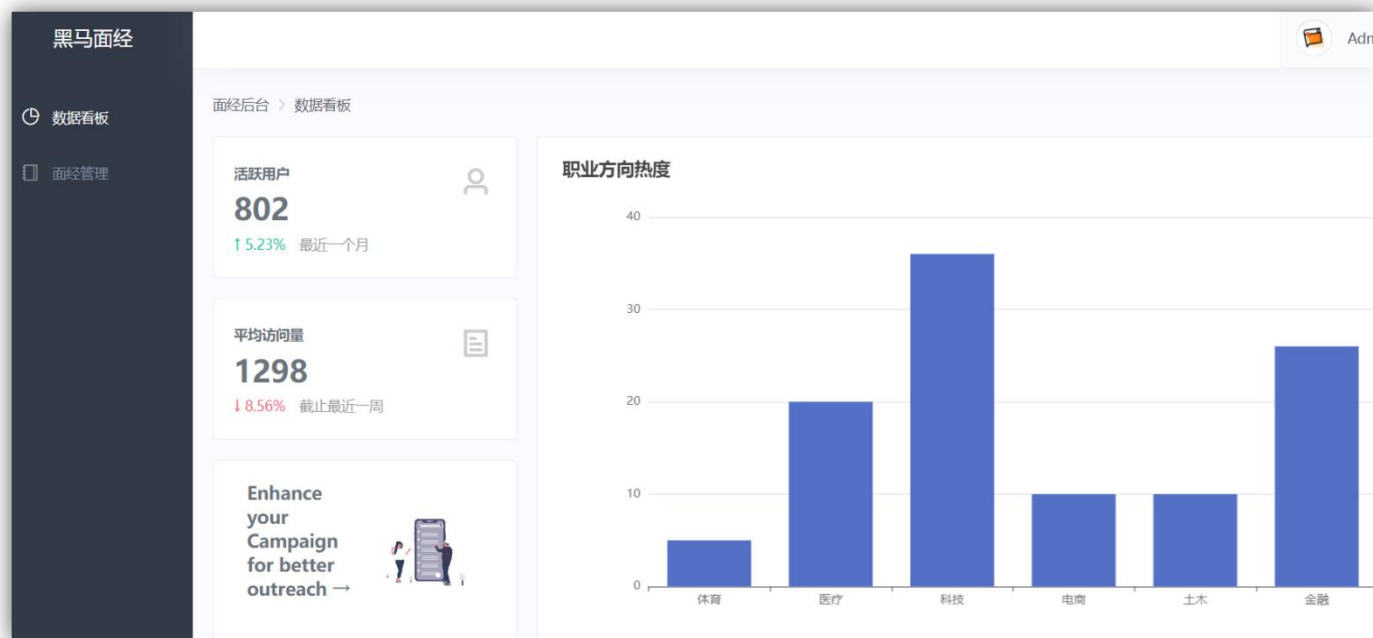 黑马面经
Adm
数据看板
面经管理
面经后台 > 数据看板
活跃用户
802
↑ 5.23% 最近一个月
平均访问量
1298
↓ 8.56% 截止最近一周
Enhance
your
Campaign
for better
outreach →
职业方向热度
40
30
20
10
0
体育 医疗 科技 电商 土木 金融